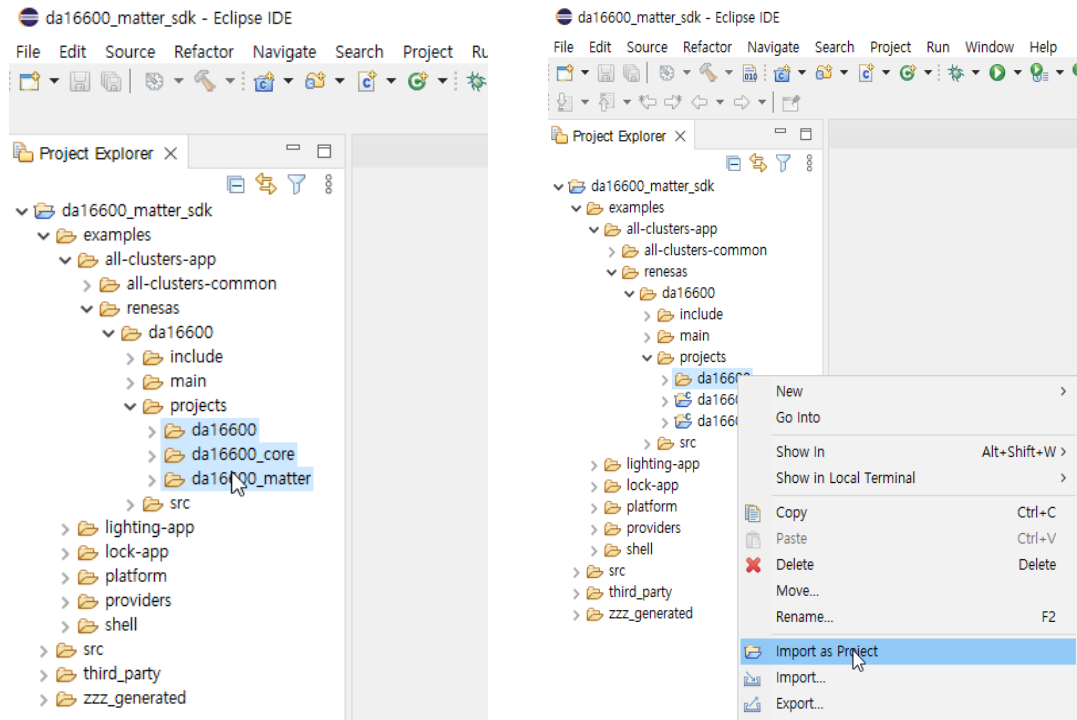 da16600_matter_sdk - Eclipse IDE
File Edit Source Refactor Navigate Search Project
Project Explorer
da16600_matter_sdk
examples
all-clusters-app
all-clusters-common
renesas
da16600
include
main
projects
da16600
da16600_core
da16600_matter
src
lighting-app
lock-app
platform
providers
shell
src
third_party
zzz_generated
da16600_matter_sdk - Eclipse IDE
File Edit Source Refactor Navigate Search Project Run Window Help
010
Project Explorer
da16600_matter_sdk
examples
all-clusters-app
all-clusters-common
renesas
da16600
include
main
projects
da16600
da166
da166
src
lighting-app
lock-app
platform
providers
shell
src
third_party
zzz_generated
New
Go Into
Show In Alt+Shift+W >
Show in Local Terminal
Copy Ctrl+C
Paste Ctrl+V
Delete Delete
Move...
Rename... F2
Import as Project
Import...
Export...